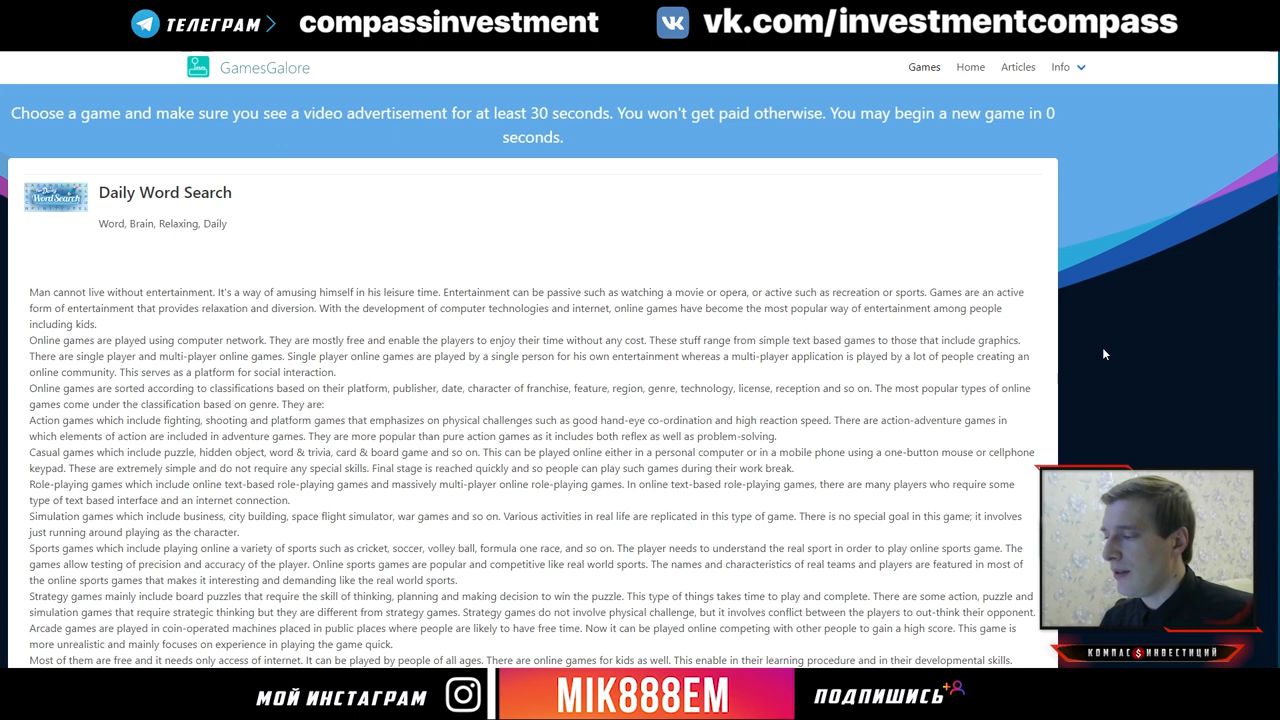 ТЕЛЕГРАМ
compassinvestment
vk.com/investmentcompass
GamesGalore
Games Home Articles Info
Choose a game and make sure you see a video advertisement for at least 30 seconds. You won't get paid otherwise. You may begin a new game in 0
seconds.
Daily Word Search
Word, Brain, Relaxing, Daily
Man cannot live without entertainment. It's a way of amusing himself in his leisure time. Entertainment can be passive such as watching a movie or opera, or active such as recreation or sports. Games are an active
form of entertainment that provides relaxation and diversion. With the development of computer technologies and internet, online games have become the most popular way of entertainment among people
including kids.
Online games are played using computer network. They are mostly free and enable the players to enjoy their time without any cost. These stuff range from simple text based games to those that include graphics.
There are single player and multi-player online games. Single player online games are played by a single person for his own entertainment whereas a multi-player application is played by a lot of people creating an
online community. This serves as a platform for social interaction.
Online games are sorted according to classifications based on their platform, publisher, date, character of franchise, feature, region, genre, technology, license, reception and so on. The most popular types of online
games come under the classification based on genre. They are:
Action games which include fighting, shooting and platform games that emphasizes on physical challenges such as good hand-eye co-ordination and high reaction speed. There are action-adventure games in
which elements of action are included in adventure games. They are more popular than pure action games as it includes both reflex as well as problem-solving.
Casual games which include puzzle, hidden object, word & trivia, card & board game and so on. This can be played online either in a personal computer or in a mobile phone using a one-button mouse or cellphone
keypad. These are extremely simple and do not require any special skills. Final stage is reached quickly and so people can play such games during their work break.
Role-playing games which include online text-based role-playing games and massively multi-player online role-playing games. In online text-based role-playing games, there are many players who require some
type of text based interface and an internet connection.
Simulation games which include business, city building, space flight simulator, war games and so on. Various activities in real life are replicated in this type of game. There is no special goal in this game; it involves
just running around playing as the character.
Sports games which include playing online a variety of sports such as cricket, soccer, volley ball, formula one race, and so on. The player needs to understand the real sport in order to play online sports game. The
games allow testing of precision and accuracy of the player. Online sports games are popular and competitive like real world sports. The names and characteristics of real teams and players are featured in most of
the online sports games that makes it interesting and demanding like the real world sports.
Strategy games mainly include board puzzles that require the skill of thinking, planning and making decision to win the puzzle. This type of things takes time to play and complete. There are some action, puzzle and
simulation games that require strategic thinking but they are different from strategy games. Strategy games do not involve physical challenge, but it involves conflict between the players to out-think their opponent.
Arcade games are played in coin-operated machines placed in public places where people are likely to have free time. Now it can be played online competing with other people to gain a high score. This game is
more unrealistic and mainly focuses on experience in playing the game quick.
Most of them are free and it needs only access of internet. It can be played by people of all ages. There are online games for kids as well. This enable in their learning procedure and in their developmental skills.
КОМПАС $ ИНВЕСТИЦИЙ
МОЙ ИНСТАГРАМ
MIK888EM
ПОДПИШИСЬ